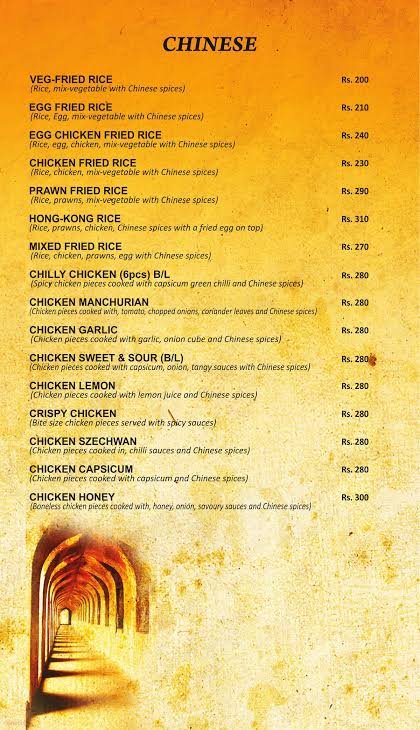 CHINESE
VEG-FRIED RICE Rs. 200
(Rice, mix-vegetable with Chinese spices)
EGG FRIED RICE Rs. 210
(Rice, Egg, mix-vegetable with Chinese spices)
EGG CHICKEN FRIED RICE Rs. 240
(Rice, egg, chicken, mix-vegetable with Chinese spices)
CHICKEN FRIED RICE Rs. 230
(Rice, chicken, mix-vegetable with Chinese spices)
PRAWN FRIED RICE Rs. 290
(Rice, prawns, mix-vegetable with Chinese spices)
HONG-KONG RICE Rs. 310
(Rice, prawns, chicken, Chinese spices with a fried egg on top)
MIXED FRIED RICE Rs. 270
(Rice, chicken, prawns, egg with Chinese spices)
CHILLY CHICKEN (6pcs) B/L Rs. 280
(Spicy chicken pieces cooked with capsicum green chilli and Chinese spices)
CHICKEN MANCHURIAN Rs. 280
(Chicken pieces cooked with, tomato, chopped onions, coriander leaves and Chinese spices)
CHICKEN GARLIC Rs. 280
(Chicken pieces cooked with garlic, onion cube and Chinese spices)
CHICKEN SWEET & SOUR (B/L) Rs. 280
(Chicken pieces cooked with capsicum, onion, tangy sauces with Chinese spices)
CHICKEN LEMON Rs. 280
(Chicken pieces cooked with lemon juice and Chinese spices)
CRISPY CHICKEN Rs. 280
(Bite size chicken pieces served with spicy sauces)
CHICKEN SZECHWAN Rs. 280
(Chicken pieces cooked in, chilli sauces and Chinese spices)
CHICKEN CAPSICUM Rs. 280
(Chicken pieces cooked with capsicum and Chinese spices)
CHICKEN HONEY Rs. 300
(Boneless chicken pieces cooked with, honey, onion, savoury sauces and Chinese spices)